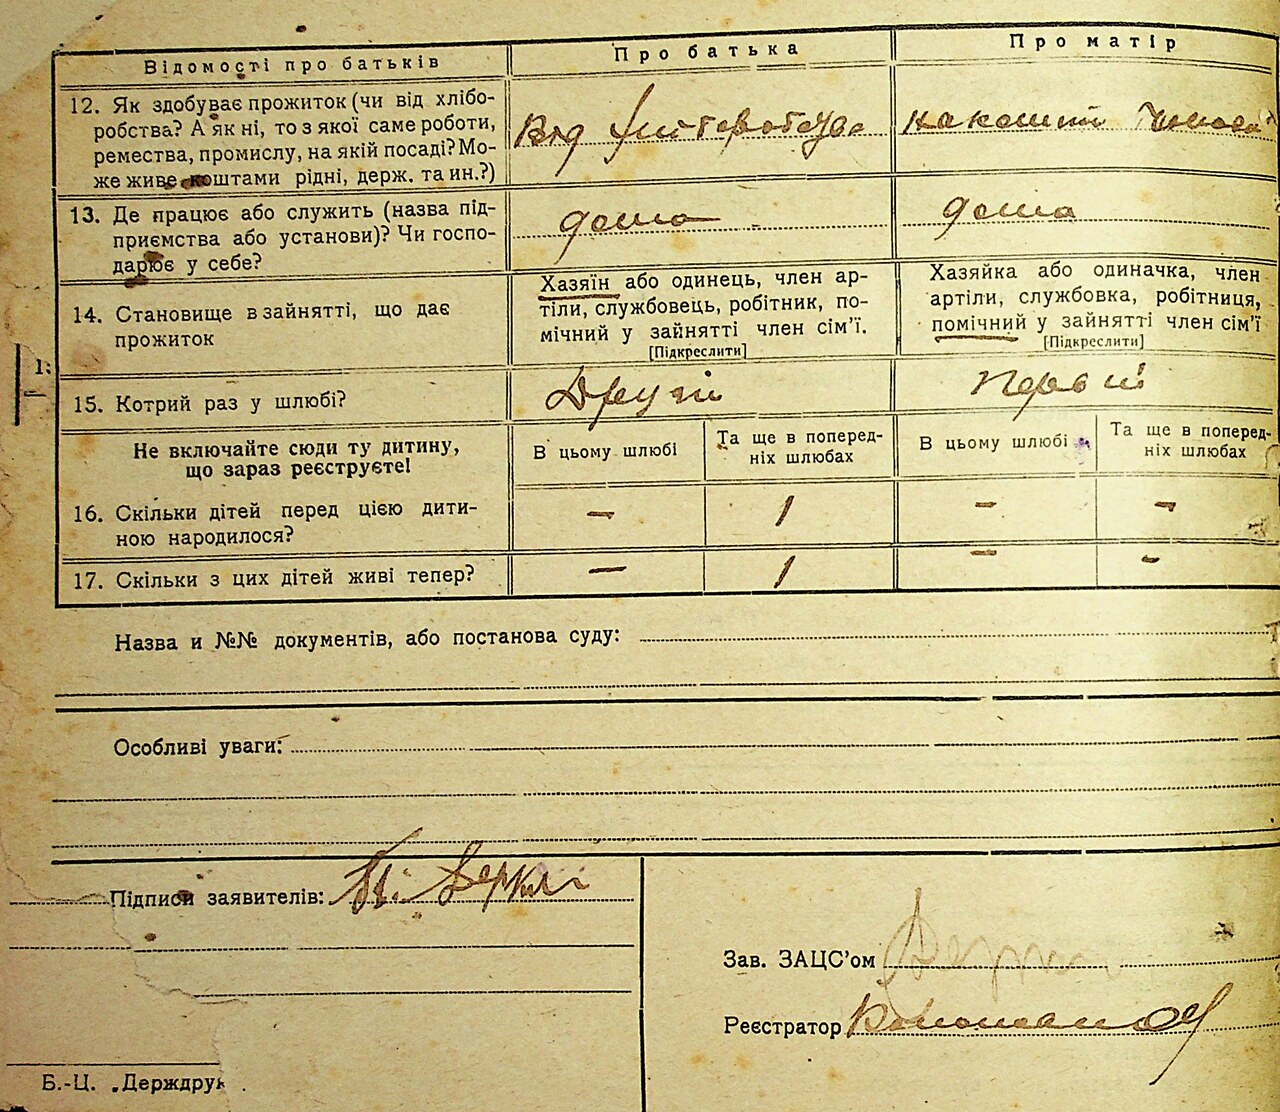 Відомості про батьків
Про батька
Про матір
12. Як здобуває прожиток (чи від хлібо-
робства? А як ні, то з якої саме роботи,
ремества, промислу, на якій посаді? Мо-
же живе коштами рідні, держ. та ин.?)
Від хліборобства
на кошти чоловіка
13. Де працює або служить (назва під-
приємства або установи)? Чи госпо-
дарює у себе?
дома
дома
14. Становище в зайнятті, що дає
прожиток
Хазяїн або одинець, член ар-
тіли, службовець, робітник, по-
мічний у зайнятті член сім'ї.
[Підкреслити]
Хазяйка або одиначка, член
артіли, службовка, робітниця,
помічний у зайнятті член сім'ї
[Підкреслити]
15. Котрий раз у шлюбі?
Другий
Первий
Не включайте сюди ту дитину,
що зараз реєструєте!
В цьому шлюбі
Та ще в поперед-
ніх шлюбах
В цьому шлюбі
Та ще в поперед-
ніх шлюбах
16. Скільки дітей перед цією дити-
ною народилося?
– 1 – –
17. Скільки з цих дітей живі тепер?
– 1 – –
Назва и №№ документів, або постанова суду:
Особливі уваги:
Підписи заявителів:
Зав. ЗАЦС'ом
Реєстратор
Б.-Ц. „Держдрук